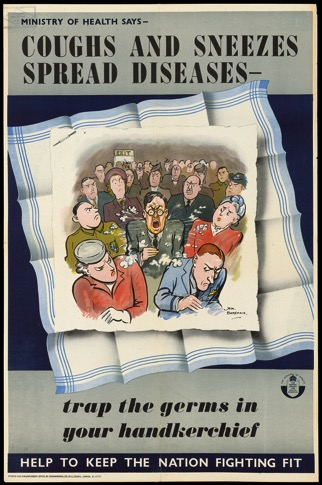 MINISTRY OF HEALTH SAYS—
COUGHS AND SNEEZES
SPREAD DISEASES—
EXIT
trap the germs in
your handkerchief
HELP TO KEEP THE NATION FIGHTING FIT